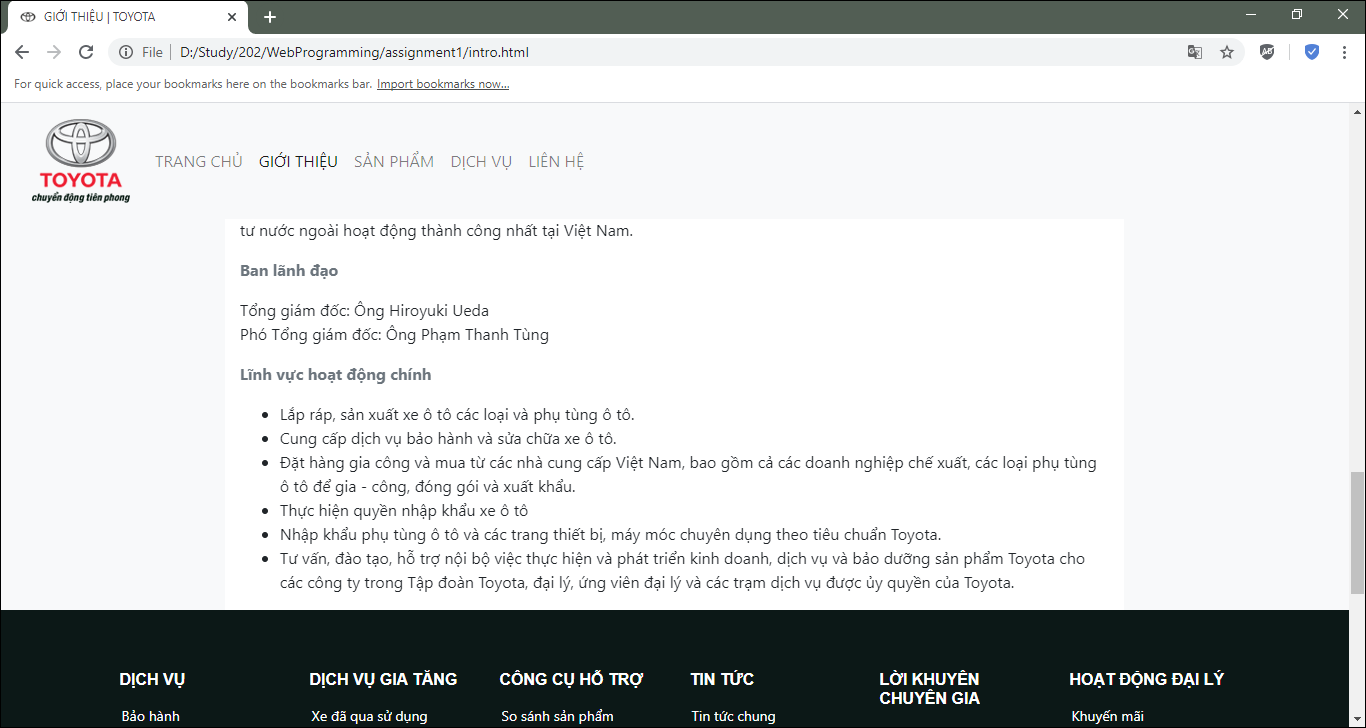 GIỚI THIỆU | TOYOTA
File D:/Study/202/WebProgramming/assignment1/intro.html
For quick access, place your bookmarks here on the bookmarks bar. Import bookmarks now...
TOYOTA
chuyển động tiên phong
TRANG CHỦ GIỚI THIỆU SẢN PHẨM DỊCH VỤ LIÊN HỆ
tư nước ngoài hoạt động thành công nhất tại Việt Nam.
Ban lãnh đạo
Tổng giám đốc: Ông Hiroyuki Ueda
Phó Tổng giám đốc: Ông Phạm Thanh Tùng
Lĩnh vực hoạt động chính
Lắp ráp, sản xuất xe ô tô các loại và phụ tùng ô tô.
Cung cấp dịch vụ bảo hành và sửa chữa xe ô tô.
Đặt hàng gia công và mua từ các nhà cung cấp Việt Nam, bao gồm cả các doanh nghiệp chế xuất, các loại phụ tùng
ô tô để gia - công, đóng gói và xuất khẩu.
Thực hiện quyền nhập khẩu xe ô tô
Nhập khẩu phụ tùng ô tô và các trang thiết bị, máy móc chuyên dụng theo tiêu chuẩn Toyota.
Tư vấn, đào tạo, hỗ trợ nội bộ việc thực hiện và phát triển kinh doanh, dịch vụ và bảo dưỡng sản phẩm Toyota cho
các công ty trong Tập đoàn Toyota, đại lý, ứng viên đại lý và các trạm dịch vụ được ủy quyền của Toyota.
DỊCH VỤ
Bảo hành
DỊCH VỤ GIA TĂNG
Xe đã qua sử dụng
CÔNG CỤ HỖ TRỢ
So sánh sản phẩm
TIN TỨC
Tin tức chung
LỜI KHUYÊN
CHUYÊN GIA
HOẠT ĐỘNG ĐẠI LÝ
Khuyến mãi